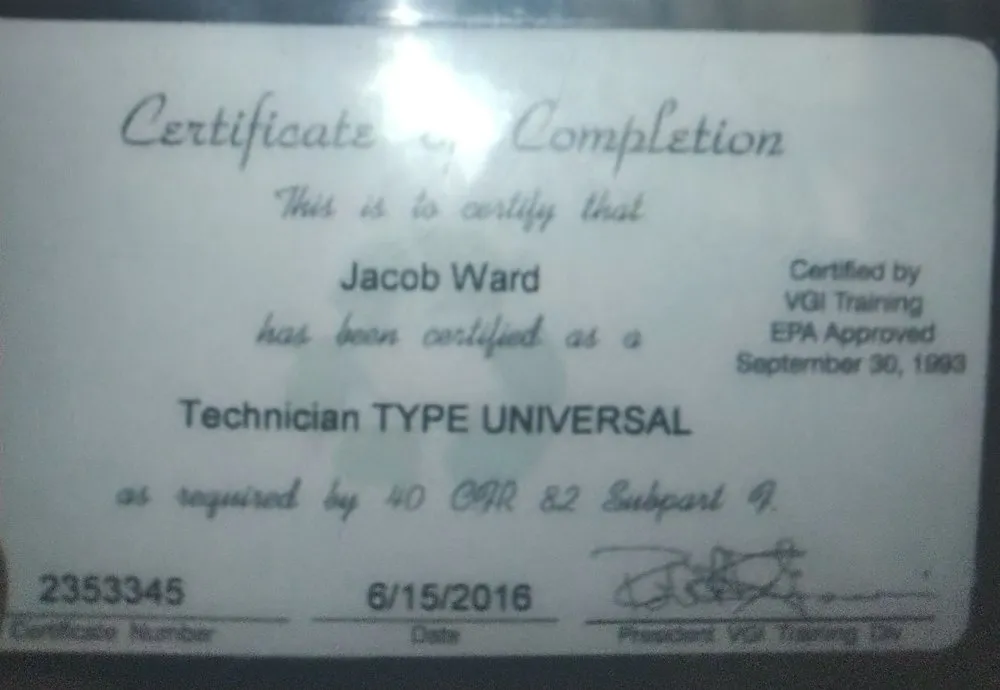 Certificate of Completion
This is to certify that
Jacob Ward
has been certified as a
Technician TYPE UNIVERSAL
as required by 40 CFR 82 Subpart F.
Certified by
VGI Training
EPA Approved
September 30, 1993
2353345
Certificate Number
6/15/2016
Date
President VGI Training Div